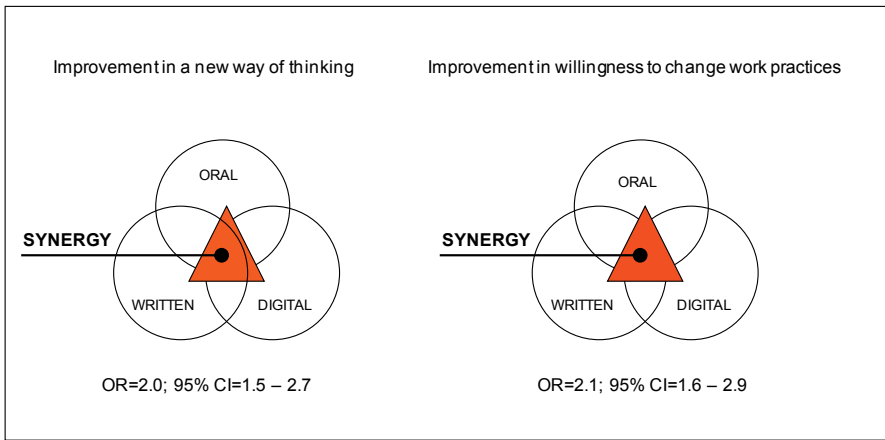 Improvement in a new way of thinking
ORAL
SYNERGY
WRITTEN
DIGITAL
OR=2.0; 95% CI=1.5 – 2.7
Improvement in willingness to change work practices
ORAL
SYNERGY
WRITTEN
DIGITAL
OR=2.1; 95% CI=1.6 – 2.9